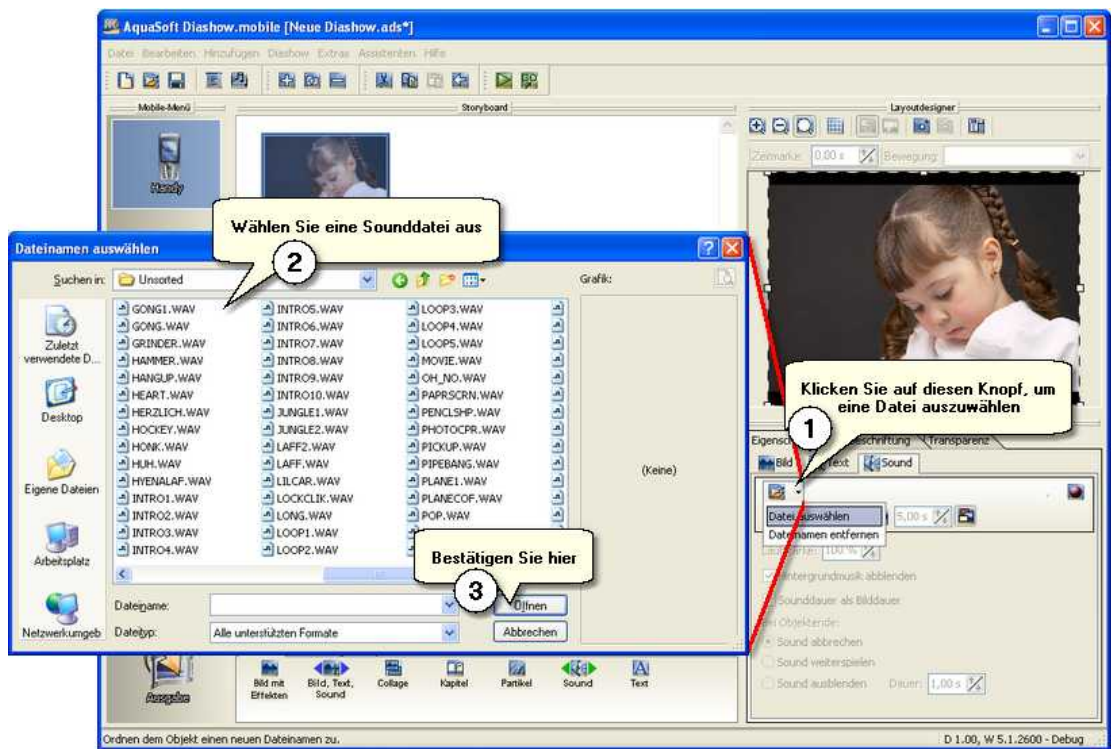 AquaSoft Diashow.mobile [Neue Diashow.ads*]
Datei Bearbeiten Hinzufügen Diashow Extras Assistenten Hilfe
Mobile-Menü
Storyboard
Layoutdesigner
Zeitmarke: 0,00 s Bewegung:
Handy
Wählen Sie eine Sounddatei aus
2
Dateinamen auswählen
Suchen in: Unsorted
Grafik:
Zuletzt verwendete D...
Desktop
Eigene Dateien
Arbeitsplatz
Netzwerkumgeb
GONG1.WAV
GONG.WAV
GRINDER.WAV
HAMMER.WAV
HANGUP.WAV
HEART.WAV
HERZLICH.WAV
HOCKEY.WAV
HONK.WAV
HUH.WAV
HYENALAF.WAV
INTRO1.WAV
INTRO2.WAV
INTRO3.WAV
INTRO4.WAV
INTRO5.WAV
INTRO6.WAV
INTRO7.WAV
INTRO8.WAV
INTRO9.WAV
INTRO10.WAV
JUNGLE1.WAV
JUNGLE2.WAV
LAFF2.WAV
LAFF.WAV
LILCAR.WAV
LOCKCLIK.WAV
LONG.WAV
LOOP1.WAV
LOOP2.WAV
LOOP3.WAV
LOOP4.WAV
LOOP5.WAV
MOVIE.WAV
OH_NO.WAV
PAPRSCRN.WAV
PENCLSHP.WAV
PHOTOCPR.WAV
PICKUP.WAV
PIPEBANG.WAV
PLANE1.WAV
PLANECOF.WAV
POP.WAV
(Keine)
Bestätigen Sie hier
3
Dateiname:
Öffnen
Dateityp: Alle unterstützten Formate
Abbrechen
Klicken Sie auf diesen Knopf, um
eine Datei auszuwählen
1
Transparenz
Bild Text Sound
Datei auswählen
5,00 s
Dateinamen entfernen
100 %
Hintergrundmusik abblenden
Sounddauer als Bilddauer
Bei Objektende:
Sound abbrechen
Sound weiterspielen
Sound ausblenden Dauer: 1,00 s
Ausgabe
Bild mit Effekten
Bild, Text, Sound
Collage
Kapitel
Partikel
Sound
Text
Ordnen dem Objekt einen neuen Dateinamen zu.
D 1.00, W 5.1.2600 - Debug